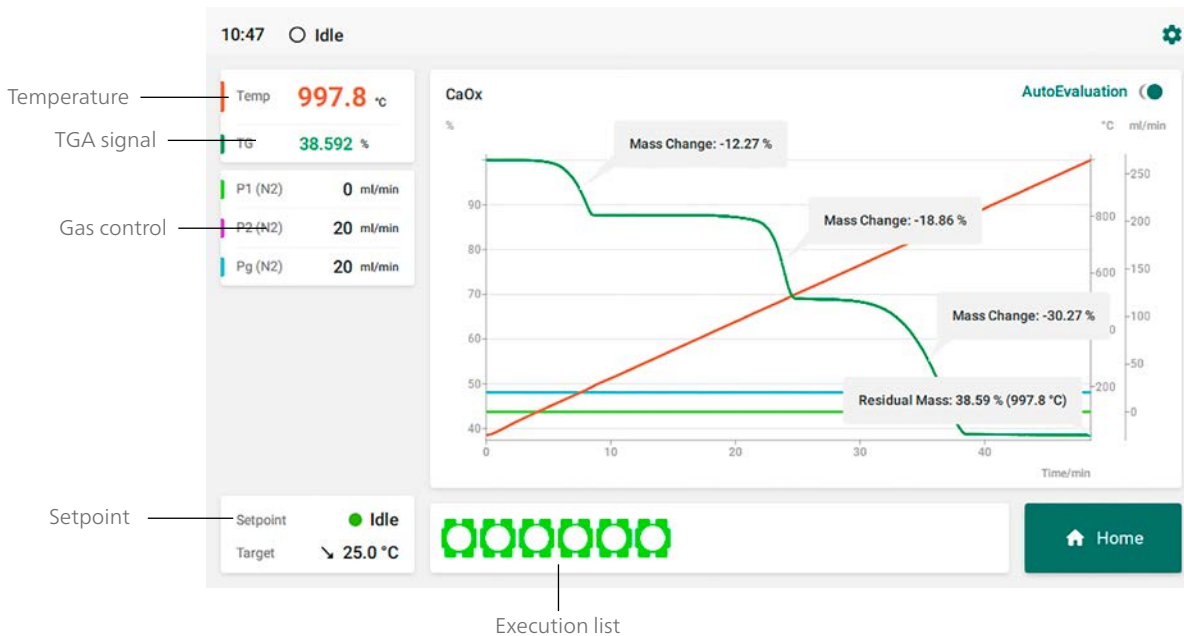 10:47 Idle
Temperature
TGA signal
Gas control
Setpoint
Temp 997.8 °C
TG 38.592 %
P1 (N2) 0 ml/min
P2 (N2) 20 ml/min
Pg (N2) 20 ml/min
CaOx
AutoEvaluation
%
°C ml/min
Mass Change: -12.27 %
Mass Change: -18.86 %
Mass Change: -30.27 %
Residual Mass: 38.59 % (997.8 °C)
90
80
70
60
50
40
800
600
0
200
-250
-200
-150
-100
-50
-0
0 10 20 30 40
Time/min
Setpoint Idle
Target ↘ 25.0 °C
Home
Execution list